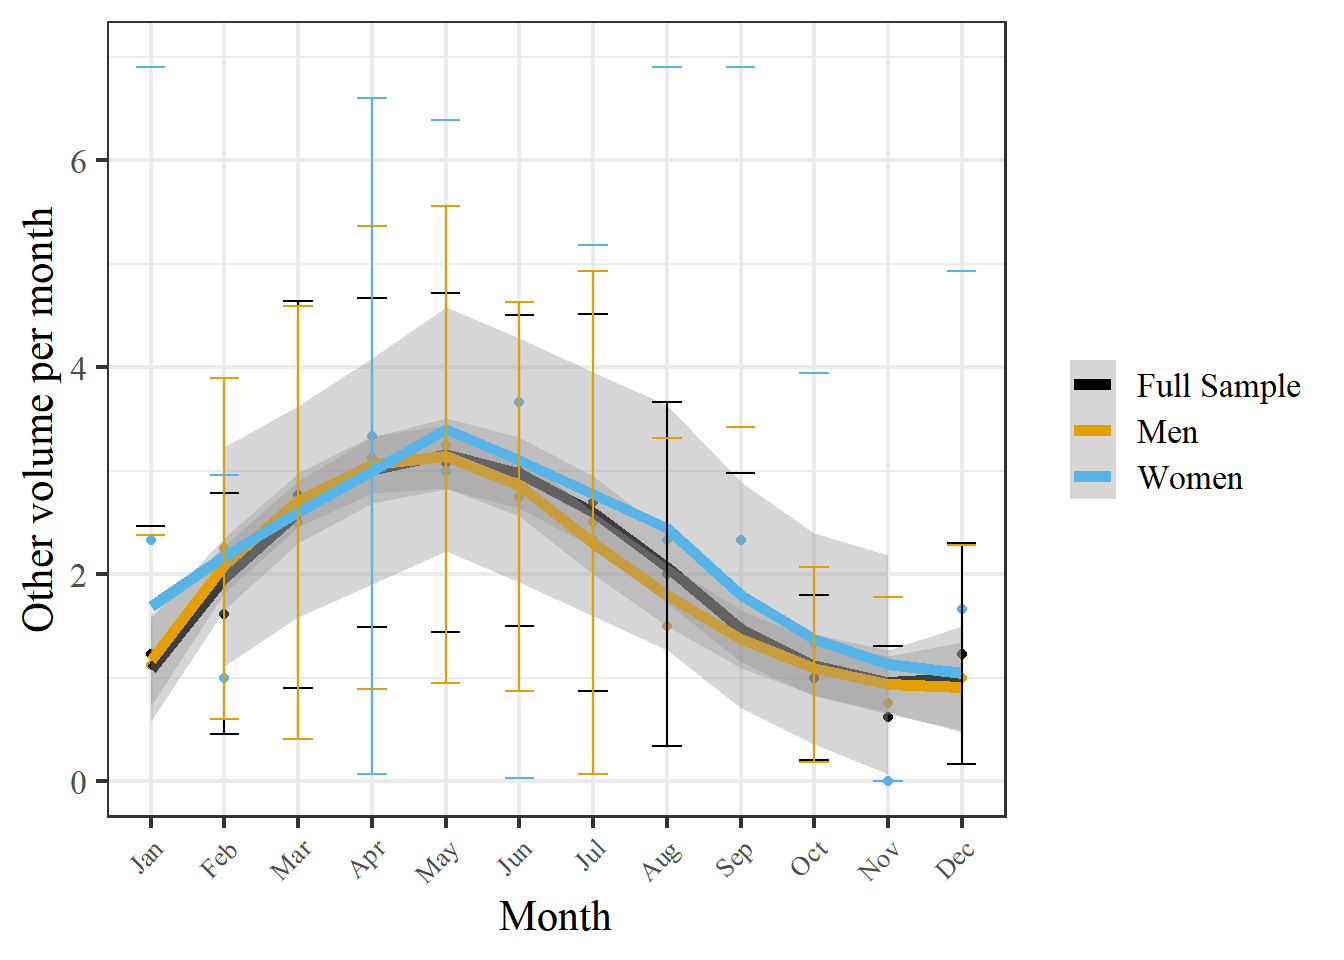 Other volume per month
6
4
2
0
Jan
Feb
Mar
Apr
May
Jun
Jul
Aug
Sep
Oct
Nov
Dec
Month
Full Sample
Men
Women